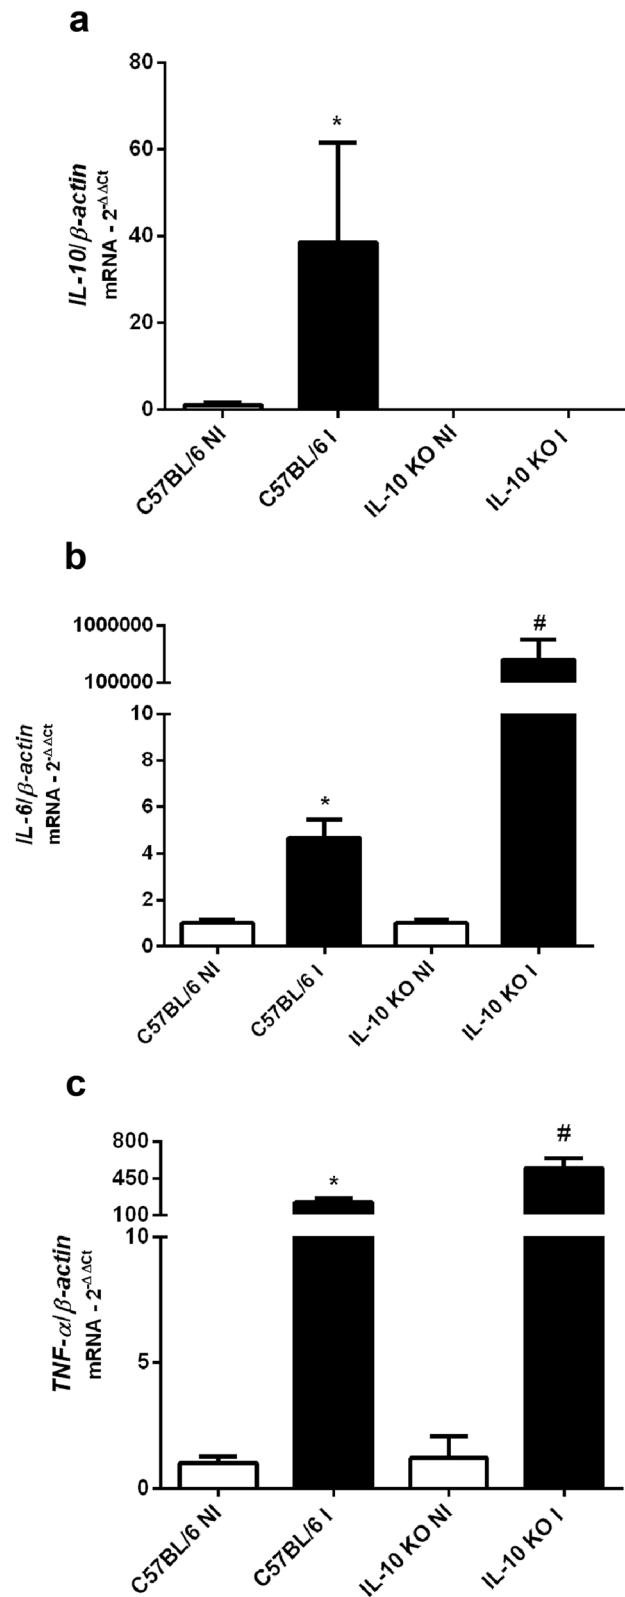 a
80
60
40
20
0
IL-10/β-actin
mRNA - 2-ΔΔCt
*
C57BL/6 NI
C57BL/6 I
IL-10 KO NI
IL-10 KO I
b
1000000
100000
10
8
6
4
2
0
IL-6/β-actin
mRNA - 2-ΔΔCt
*
#
C57BL/6 NI
C57BL/6 I
IL-10 KO NI
IL-10 KO I
c
800
450
100
10
5
0
TNF-α/β-actin
mRNA - 2-ΔΔCt
*
#
C57BL/6 NI
C57BL/6 I
IL-10 KO NI
IL-10 KO I